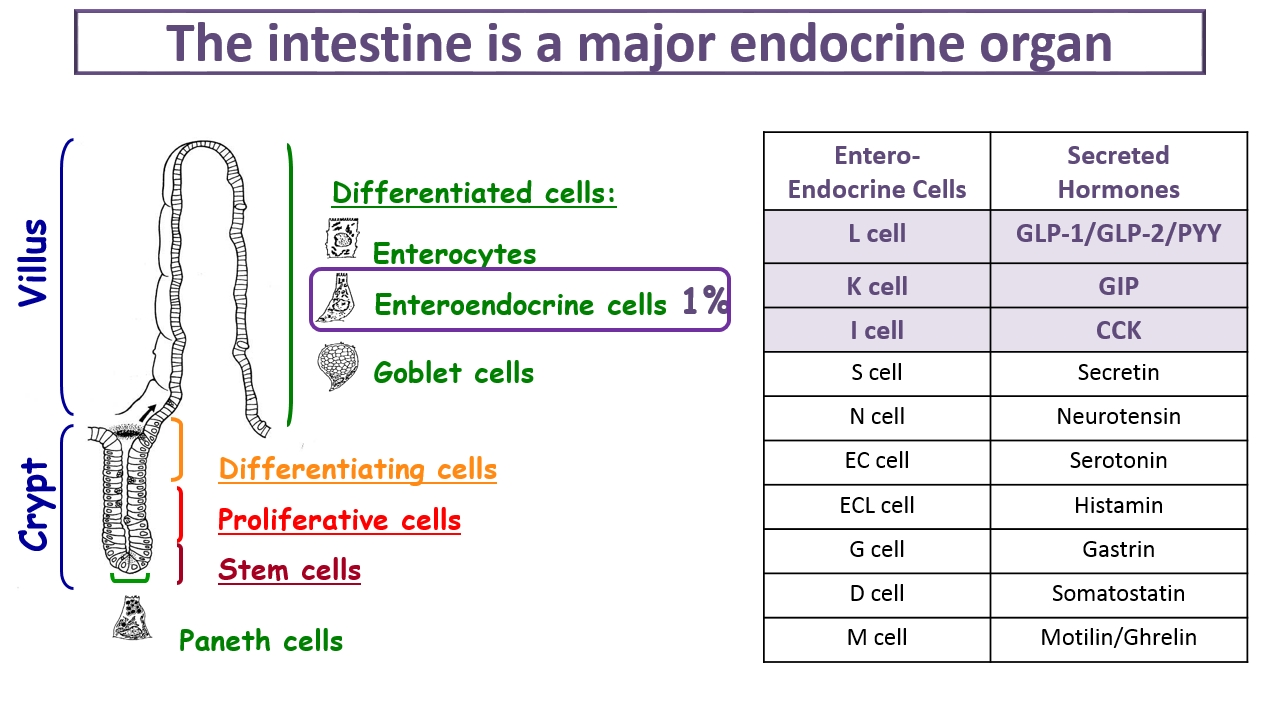 The intestine is a major endocrine organ
Villus
Crypt
Differentiated cells:
Enterocytes
Enteroendocrine cells 1%
Goblet cells
Differentiating cells
Proliferative cells
Stem cells
Paneth cells
Entero-
Endocrine Cells
Secreted
Hormones
L cell GLP-1/GLP-2/PYY
K cell GIP
I cell CCK
S cell Secretin
N cell Neurotensin
EC cell Serotonin
ECL cell Histamin
G cell Gastrin
D cell Somatostatin
M cell Motilin/Ghrelin